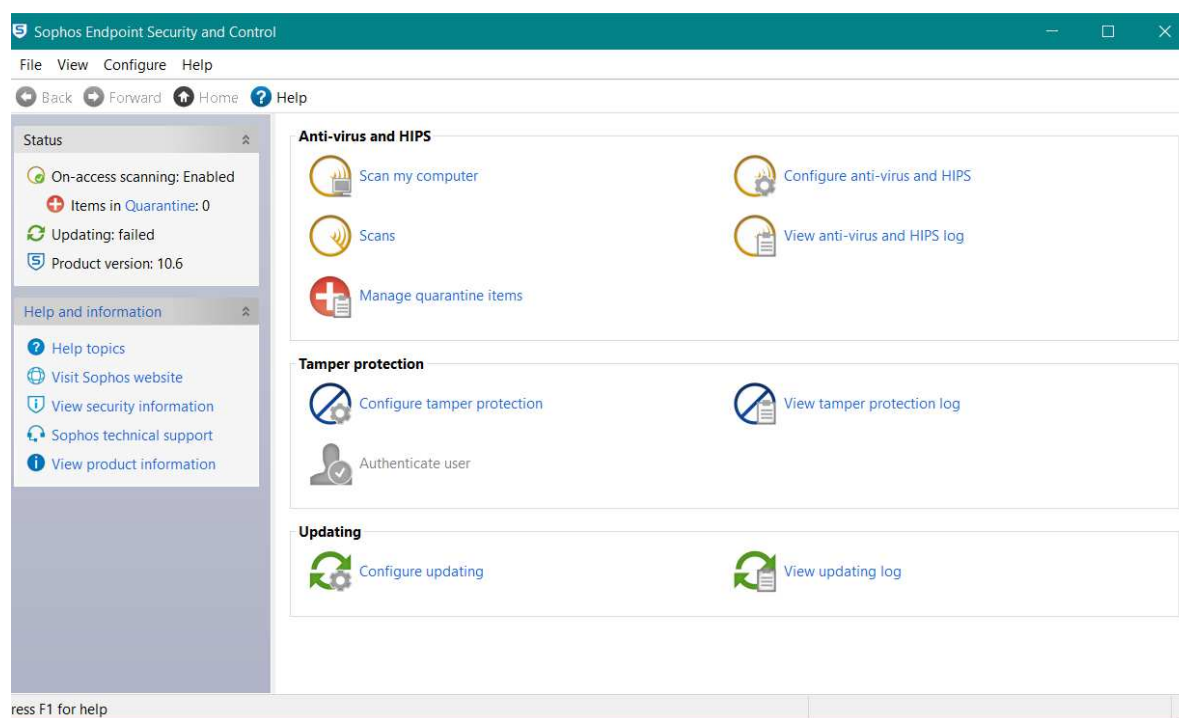 Sophos Endpoint Security and Control
File View Configure Help
Back Forward Home Help
Status
On-access scanning: Enabled
Items in Quarantine: 0
Updating: failed
Product version: 10.6
Help and information
Help topics
Visit Sophos website
View security information
Sophos technical support
View product information
Anti-virus and HIPS
Scan my computer
Configure anti-virus and HIPS
Scans
View anti-virus and HIPS log
Manage quarantine items
Tamper protection
Configure tamper protection
View tamper protection log
Authenticate user
Updating
Configure updating
View updating log
ress F1 for help